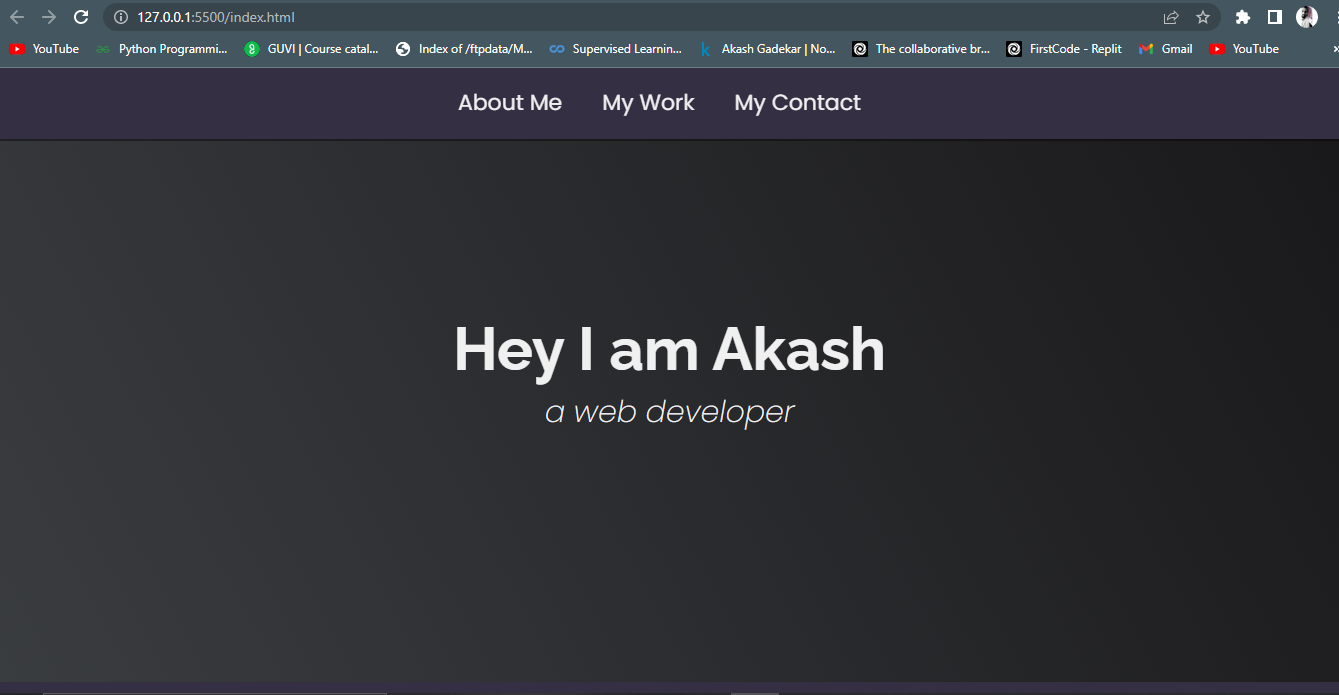 127.0.0.1:5500/index.html
YouTube Python Programmi... GUVI | Course catal... Index of /ftpdata/M... Supervised Learnin... Akash Gadekar | No... The collaborative br... FirstCode - Replit Gmail YouTube
About Me My Work My Contact
Hey I am Akash
a web developer